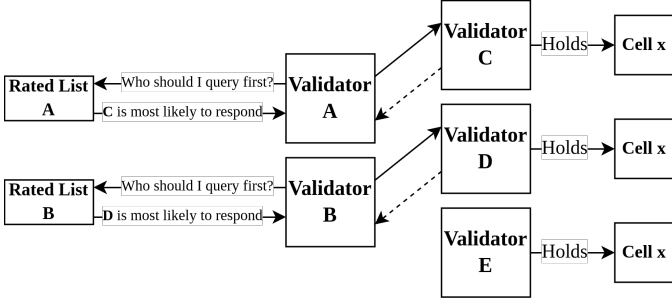 Validator
C
Holds
Cell x
Rated List
A
Who should I query first?
C is most likely to respond
Validator
A
Validator
D
Holds
Cell x
Rated List
B
Who should I query first?
D is most likely to respond
Validator
B
Validator
E
Holds
Cell x